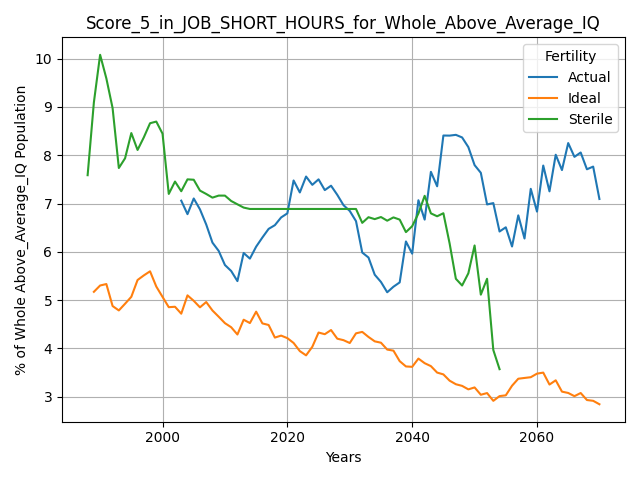 Score_5_in_JOB_SHORT_HOURS_for_Whole_Above_Average_IQ
Fertility
Actual
Ideal
Sterile
% of Whole Above_Average_IQ Population
10
9
8
7
6
5
4
3
2000
2020
2040
2060
Years